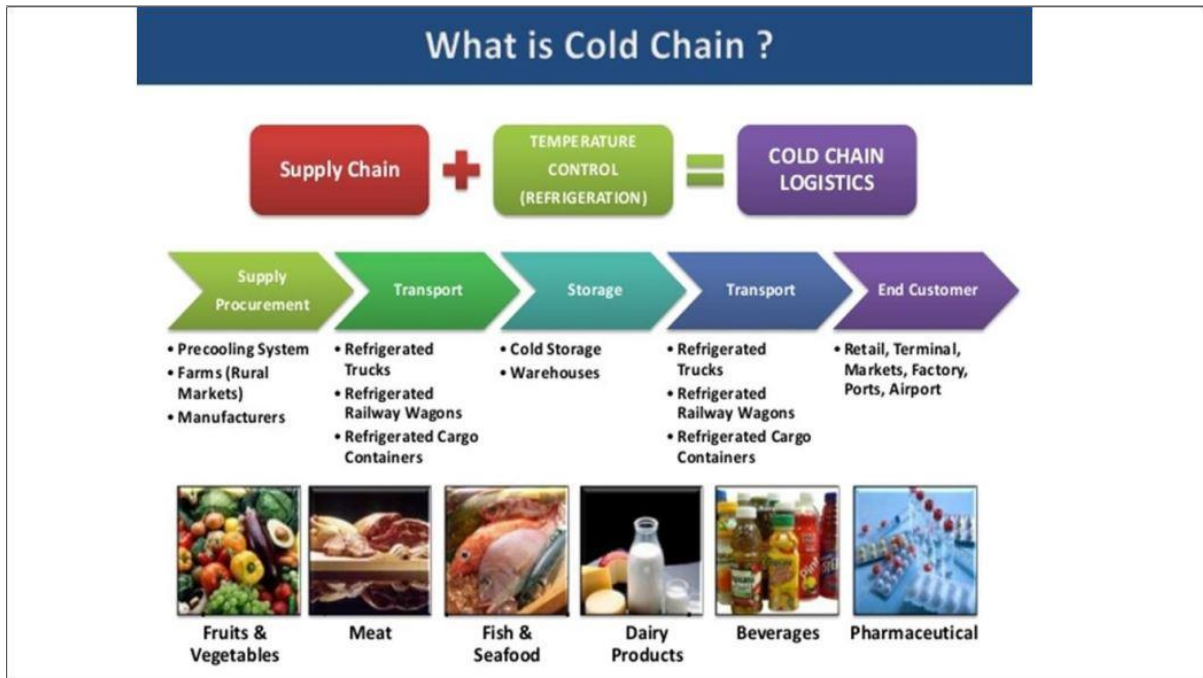 What is Cold Chain ?
Supply Chain
TEMPERATURE
CONTROL
(REFRIGERATION)
COLD CHAIN
LOGISTICS
Supply
Procurement
Transport
Storage
Transport
End Customer
• Precooling System
• Farms (Rural
Markets)
• Manufacturers
• Refrigerated
Trucks
• Refrigerated
Railway Wagons
• Refrigerated Cargo
Containers
• Cold Storage
• Warehouses
• Refrigerated
Trucks
• Refrigerated
Railway Wagons
• Refrigerated Cargo
Containers
• Retail, Terminal,
Markets, Factory,
Ports, Airport
Fruits &
Vegetables
Meat
Fish &
Seafood
Dairy
Products
Beverages
Pharmaceutical